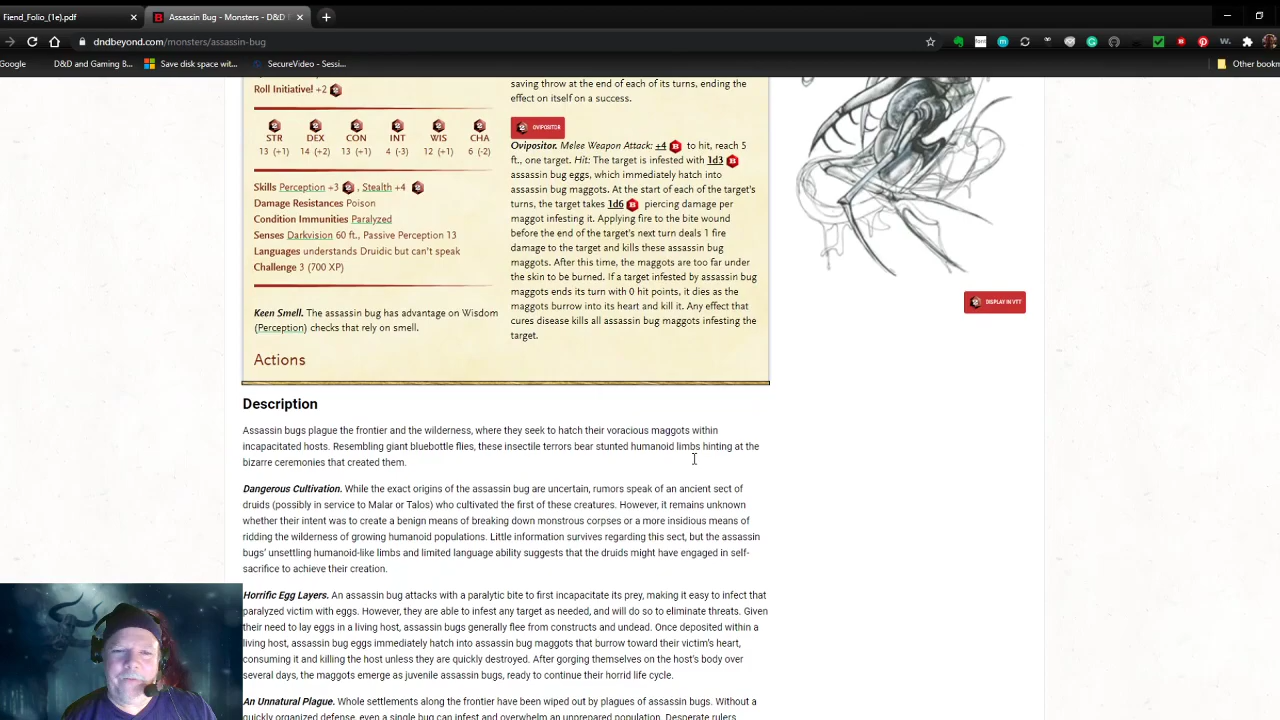 Fiend_Folio_(1e).pdf
Assassin Bug - Monsters - D&D
dndbeyond.com/monsters/assassin-bug
Google
D&D and Gaming B...
Save disk space wit...
SecureVideo - Sessi...
Other bookm
Roll Initiative! +2
STR DEX CON INT WIS CHA
13 (+1) 14 (+2) 13 (+1) 4 (-3) 12 (+1) 6 (-2)
Skills Perception +3 , Stealth +4
Damage Resistances Poison
Condition Immunities Paralyzed
Senses Darkvision 60 ft., Passive Perception 13
Languages understands Druidic but can't speak
Challenge 3 (700 XP)
Keen Smell. The assassin bug has advantage on Wisdom
(Perception) checks that rely on smell.
Actions
saving throw at the end of each of its turns, ending the
effect on itself on a success.
OVIPOSITOR
Ovipositor. Melee Weapon Attack: +4 to hit, reach 5
ft., one target. Hit: The target is infested with 1d3
assassin bug eggs, which immediately hatch into
assassin bug maggots. At the start of each of the target's
turns, the target takes 1d6 piercing damage per
maggot infesting it. Applying fire to the bite wound
before the end of the target's next turn deals 1 fire
damage to the target and kills these assassin bug
maggots. After this time, the maggots are too far under
the skin to be burned. If a target infested by assassin bug
maggots ends its turn with 0 hit points, it dies as the
maggots burrow into its heart and kill it. Any effect that
cures disease kills all assassin bug maggots infesting the
target.
DISPLAY IN VTT
Description
Assassin bugs plague the frontier and the wilderness, where they seek to hatch their voracious maggots within
incapacitated hosts. Resembling giant bluebottle flies, these insectile terrors bear stunted humanoid limbs hinting at the
bizarre ceremonies that created them.
Dangerous Cultivation. While the exact origins of the assassin bug are uncertain, rumors speak of an ancient sect of
druids (possibly in service to Malar or Talos) who cultivated the first of these creatures. However, it remains unknown
whether their intent was to create a benign means of breaking down monstrous corpses or a more insidious means of
ridding the wilderness of growing humanoid populations. Little information survives regarding this sect, but the assassin
bugs' unsettling humanoid-like limbs and limited language ability suggests that the druids might have engaged in self-
sacrifice to achieve their creation.
Horrific Egg Layers. An assassin bug attacks with a paralytic bite to first incapacitate its prey, making it easy to infect that
paralyzed victim with eggs. However, they are able to infest any target as needed, and will do so to eliminate threats. Given
their need to lay eggs in a living host, assassin bugs generally flee from constructs and undead. Once deposited within a
living host, assassin bug eggs immediately hatch into assassin bug maggots that burrow toward their victim's heart,
consuming it and killing the host unless they are quickly destroyed. After gorging themselves on the host's body over
several days, the maggots emerge as juvenile assassin bugs, ready to continue their horrid life cycle.
An Unnatural Plague. Whole settlements along the frontier have been wiped out by plagues of assassin bugs. Without a
quickly organized defense, even a single bug can infest and overwhelm an unprepared population. Desperate rulers